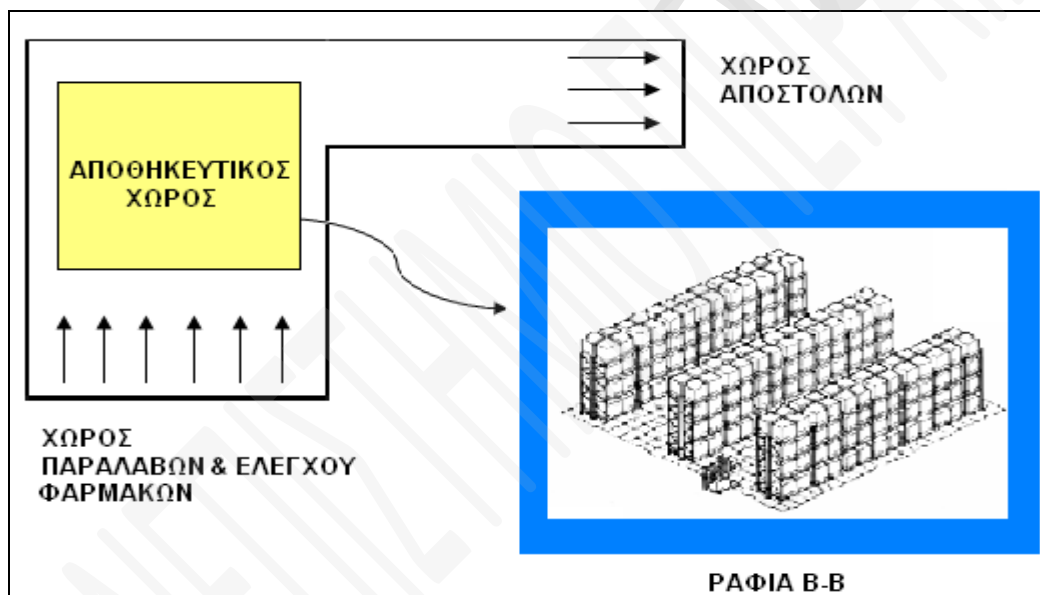 ΧΩΡΟΣ
ΑΠΟΣΤΟΛΩΝ
ΑΠΟΘΗΚΕΥΤΙΚΟΣ
ΧΩΡΟΣ
ΧΩΡΟΣ
ΠΑΡΑΛΑΒΩΝ & ΕΛΕΓΧΟΥ
ΦΑΡΜΑΚΩΝ
ΡΑΦΙΑ Β-Β